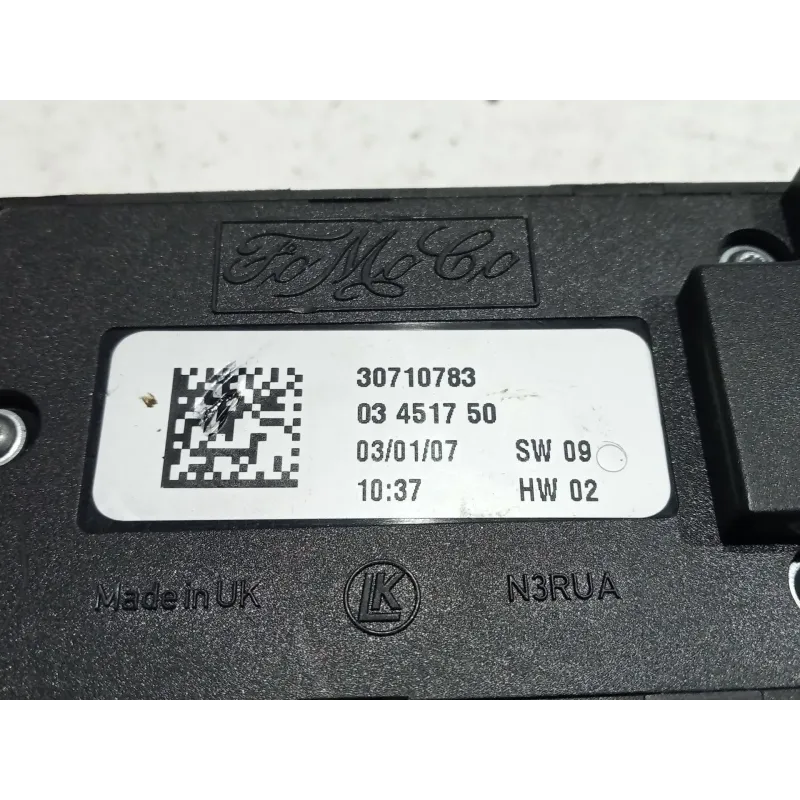 FoMoCo
30710783
03 4517 50
03/01/07 SW 09
10:37 HW 02
Made in UK LK N3RUA